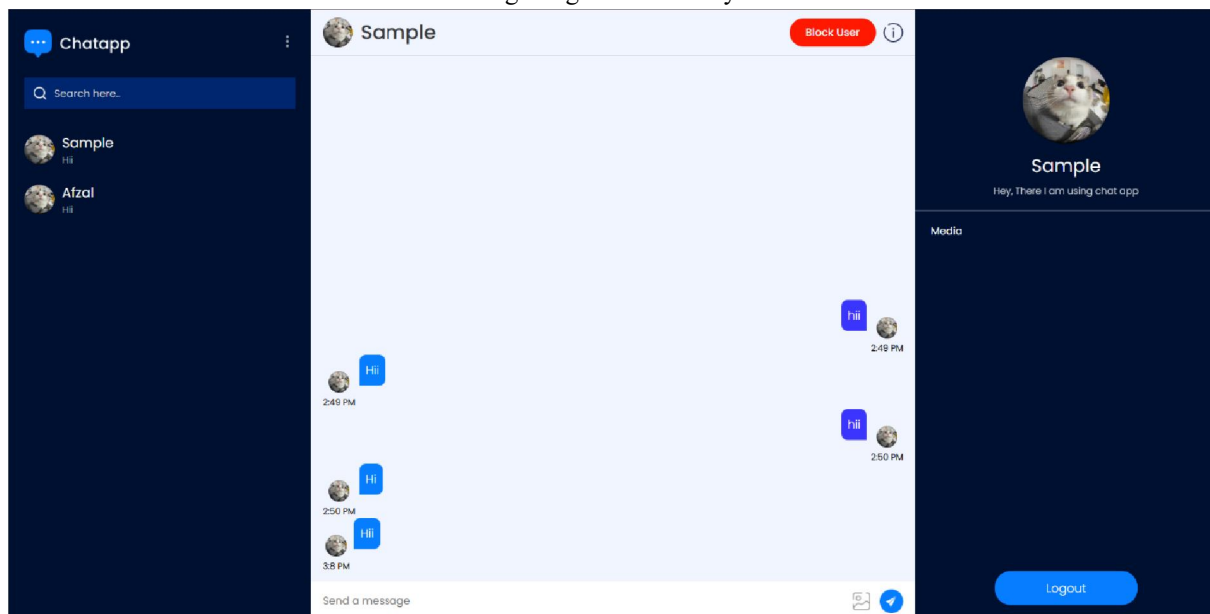 Chatapp
Search here..
Sample
Hii
Afzal
Hii
Sample
Block User
hii
2:49 PM
Hii
2:49 PM
hii
2:50 PM
Hi
2:50 PM
Hii
3:8 PM
Send a message
Sample
Hey, There I am using chat app
Media
Logout